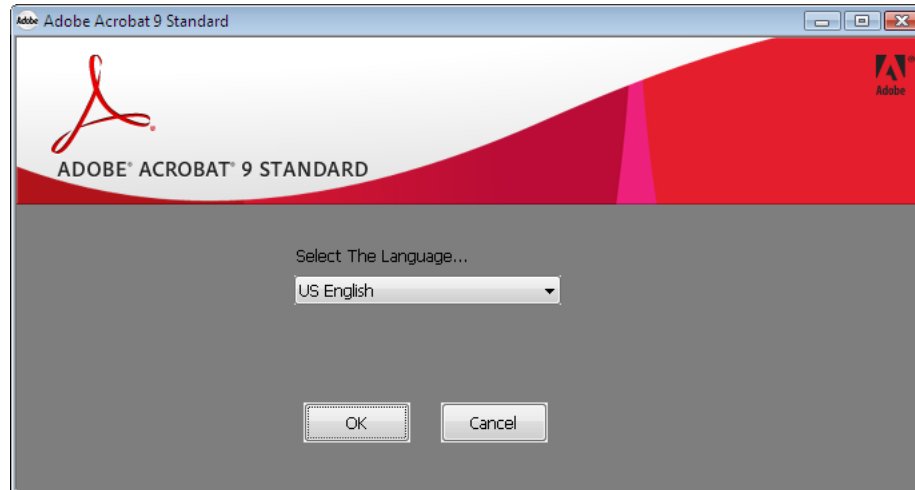 Adobe Adobe Acrobat 9 Standard
Adobe®
ADOBE® ACROBAT® 9 STANDARD
Select The Language...
US English
OK Cancel